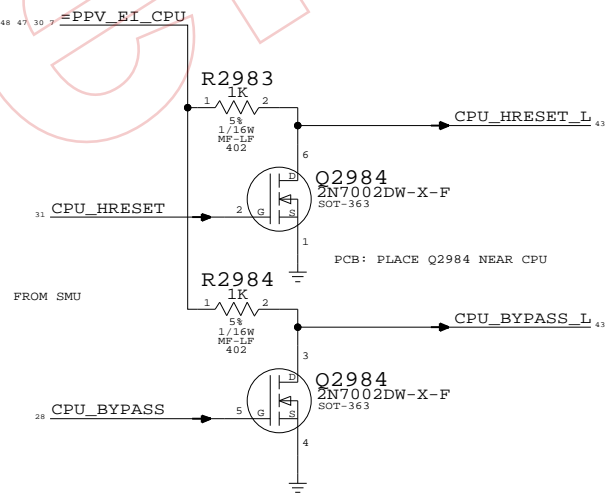 48 47 30 7 =PPV_EI_CPU
R2983
1K
1 2
5%
1/16W
MF-LF
402
CPU_HRESET_L 43
6
D
Q2984
2N7002DW-X-F
SOT-363
31 CPU_HRESET 2 G S
1
PCB: PLACE Q2984 NEAR CPU
R2984
1K
FROM SMU
1 2
5%
1/16W
MF-LF
402
CPU_BYPASS_L 43
3
D
Q2984
2N7002DW-X-F
SOT-363
28 CPU_BYPASS 5 G S
4